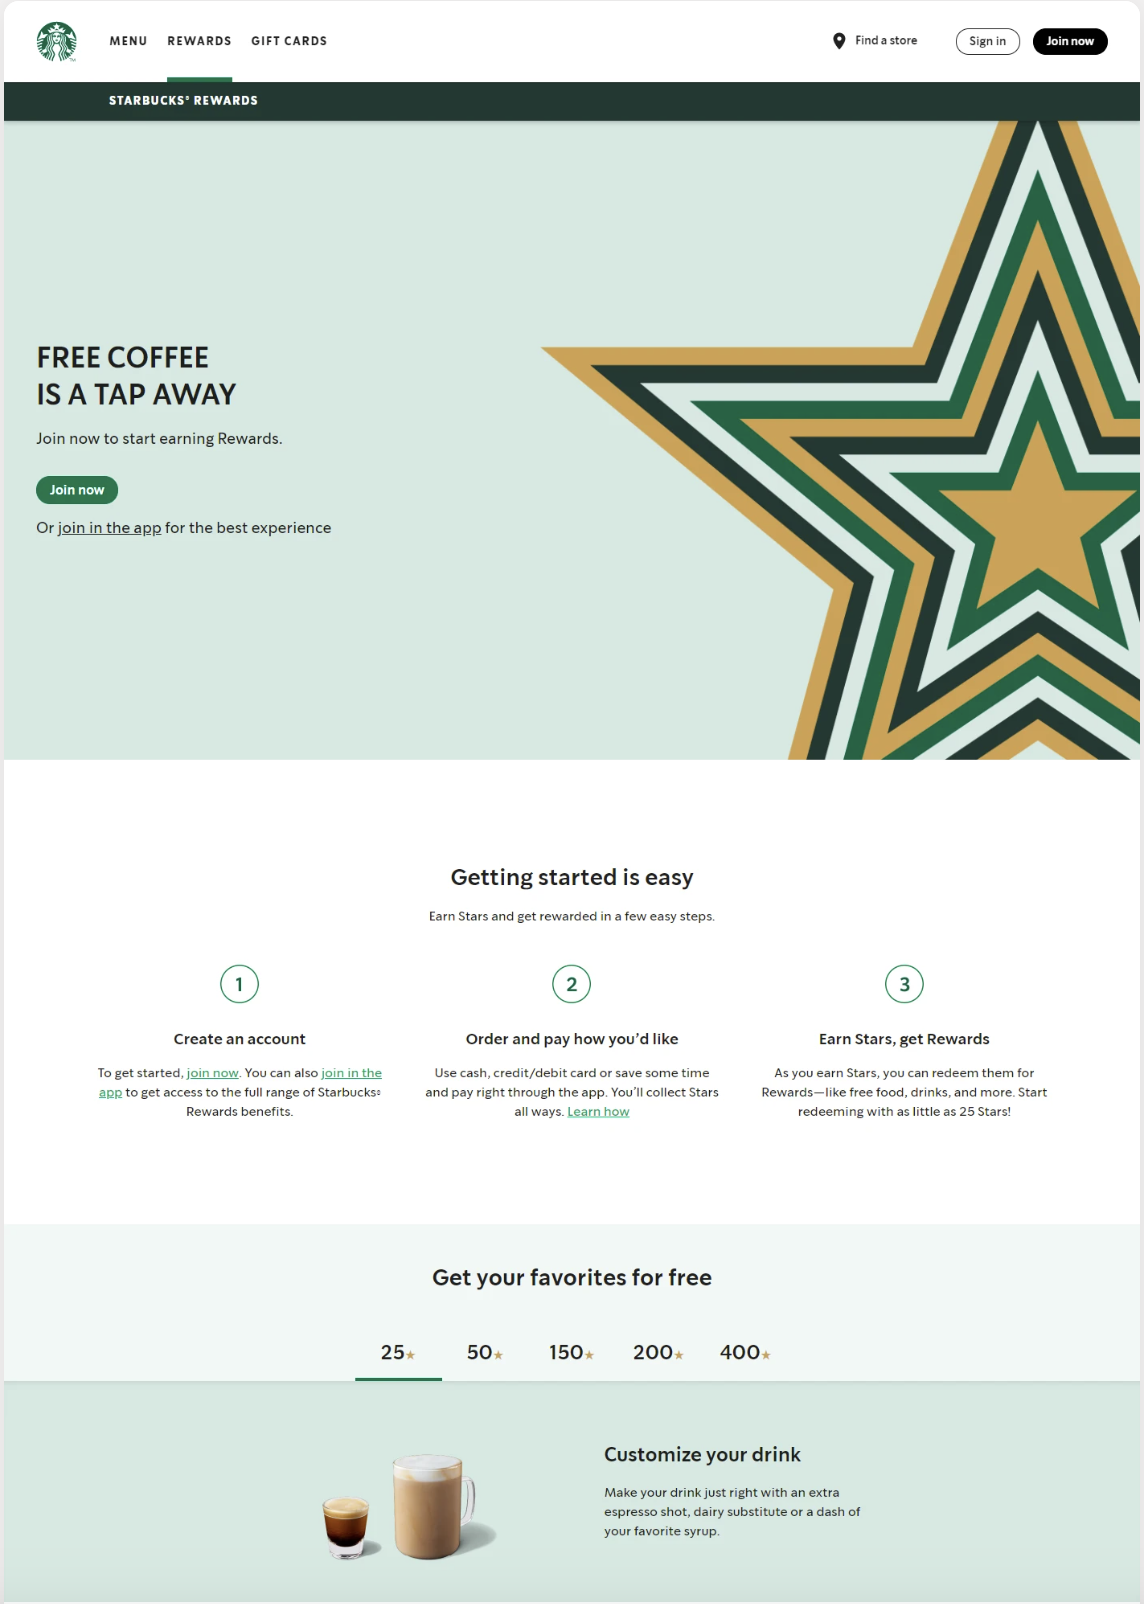 MENU REWARDS GIFT CARDS Find a store Sign in Join now
STARBUCKS® REWARDS
FREE COFFEE
IS A TAP AWAY
Join now to start earning Rewards.
Join now
Or join in the app for the best experience
Getting started is easy
Earn Stars and get rewarded in a few easy steps.
1
Create an account
To get started, join now. You can also join in the
app to get access to the full range of Starbucks®
Rewards benefits.
2
Order and pay how you’d like
Use cash, credit/debit card or save some time
and pay right through the app. You’ll collect Stars
all ways. Learn how
3
Earn Stars, get Rewards
As you earn Stars, you can redeem them for
Rewards—like free food, drinks, and more. Start
redeeming with as little as 25 Stars!
Get your favorites for free
25★ 50★ 150★ 200★ 400★
Customize your drink
Make your drink just right with an extra
espresso shot, dairy substitute or a dash of
your favorite syrup.